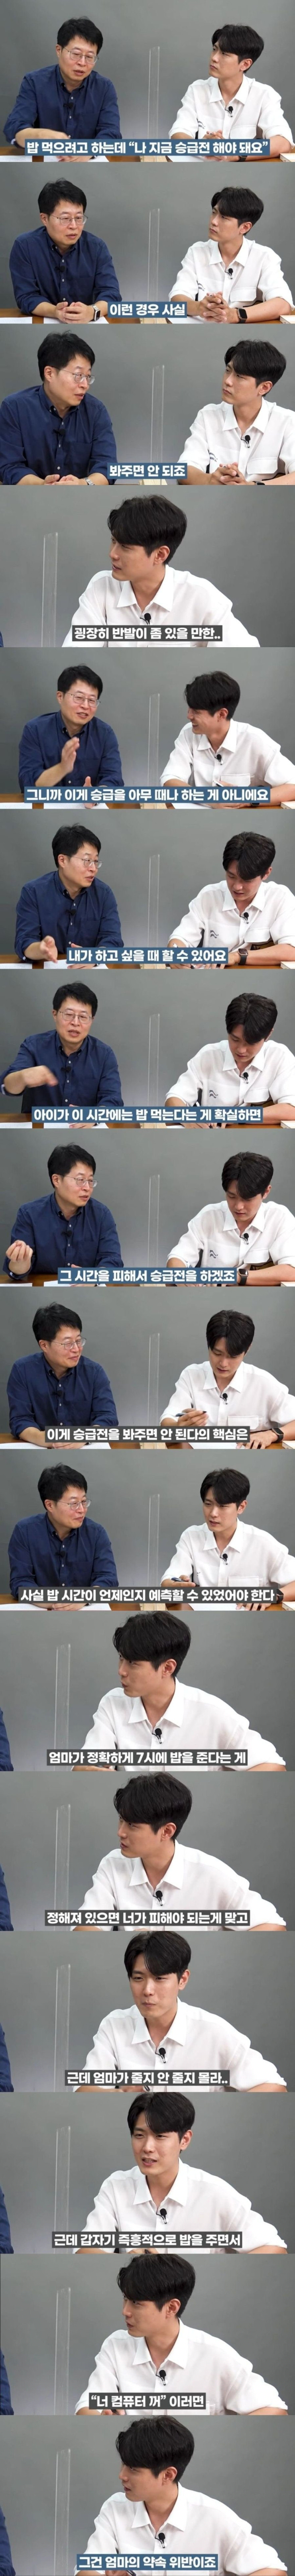 밥 먹으려고 하는데 “나 지금 승급전 해야 돼요”
이런 경우 사실
봐주면 안 되죠
굉장히 반발이 좀 있을 만한..
그니까 이게 승급을 아무 때나 하는 게 아니에요
내가 하고 싶을 때 할 수 있어요
아이가 이 시간에는 밥 먹는다는 게 확실하면
그 시간을 피해서 승급전을 하겠죠
이게 승급전을 봐주면 안 된다의 핵심은
사실 밥 시간이 언제인지 예측할 수 있었어야 한다
엄마가 정확하게 7시에 밥을 준다는 게
정해져 있으면 너가 피해야 되는게 맞고
근데 엄마가 줄지 안 줄지 몰라..
근데 갑자기 즉흥적으로 밥을 주면서
“너 컴퓨터 꺼” 이러면
그건 엄마의 약속 위반이죠